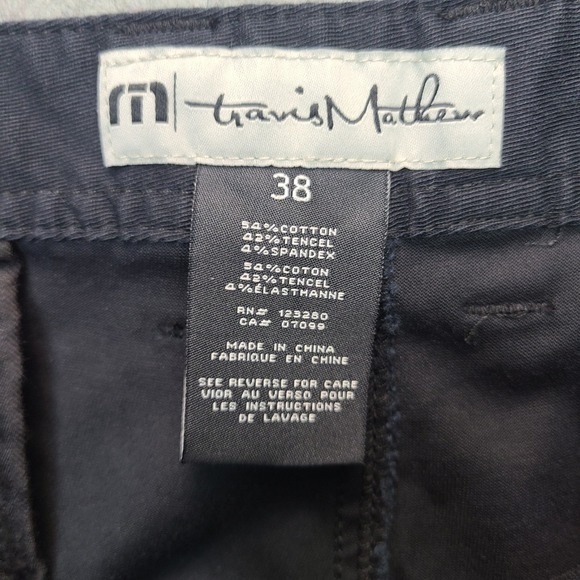 travisMathew
38
54%COTTON
42%TENCEL
4%SPANDEX
54%COTON
42%TENCEL
4%ÉLASTHANNE
RN# 123280
CA# 07099
MADE IN CHINA
FABRIQUE EN CHINE
SEE REVERSE FOR CARE
VIOR AU VERSO POUR
LES INSTRUCTIONS
DE LAVAGE